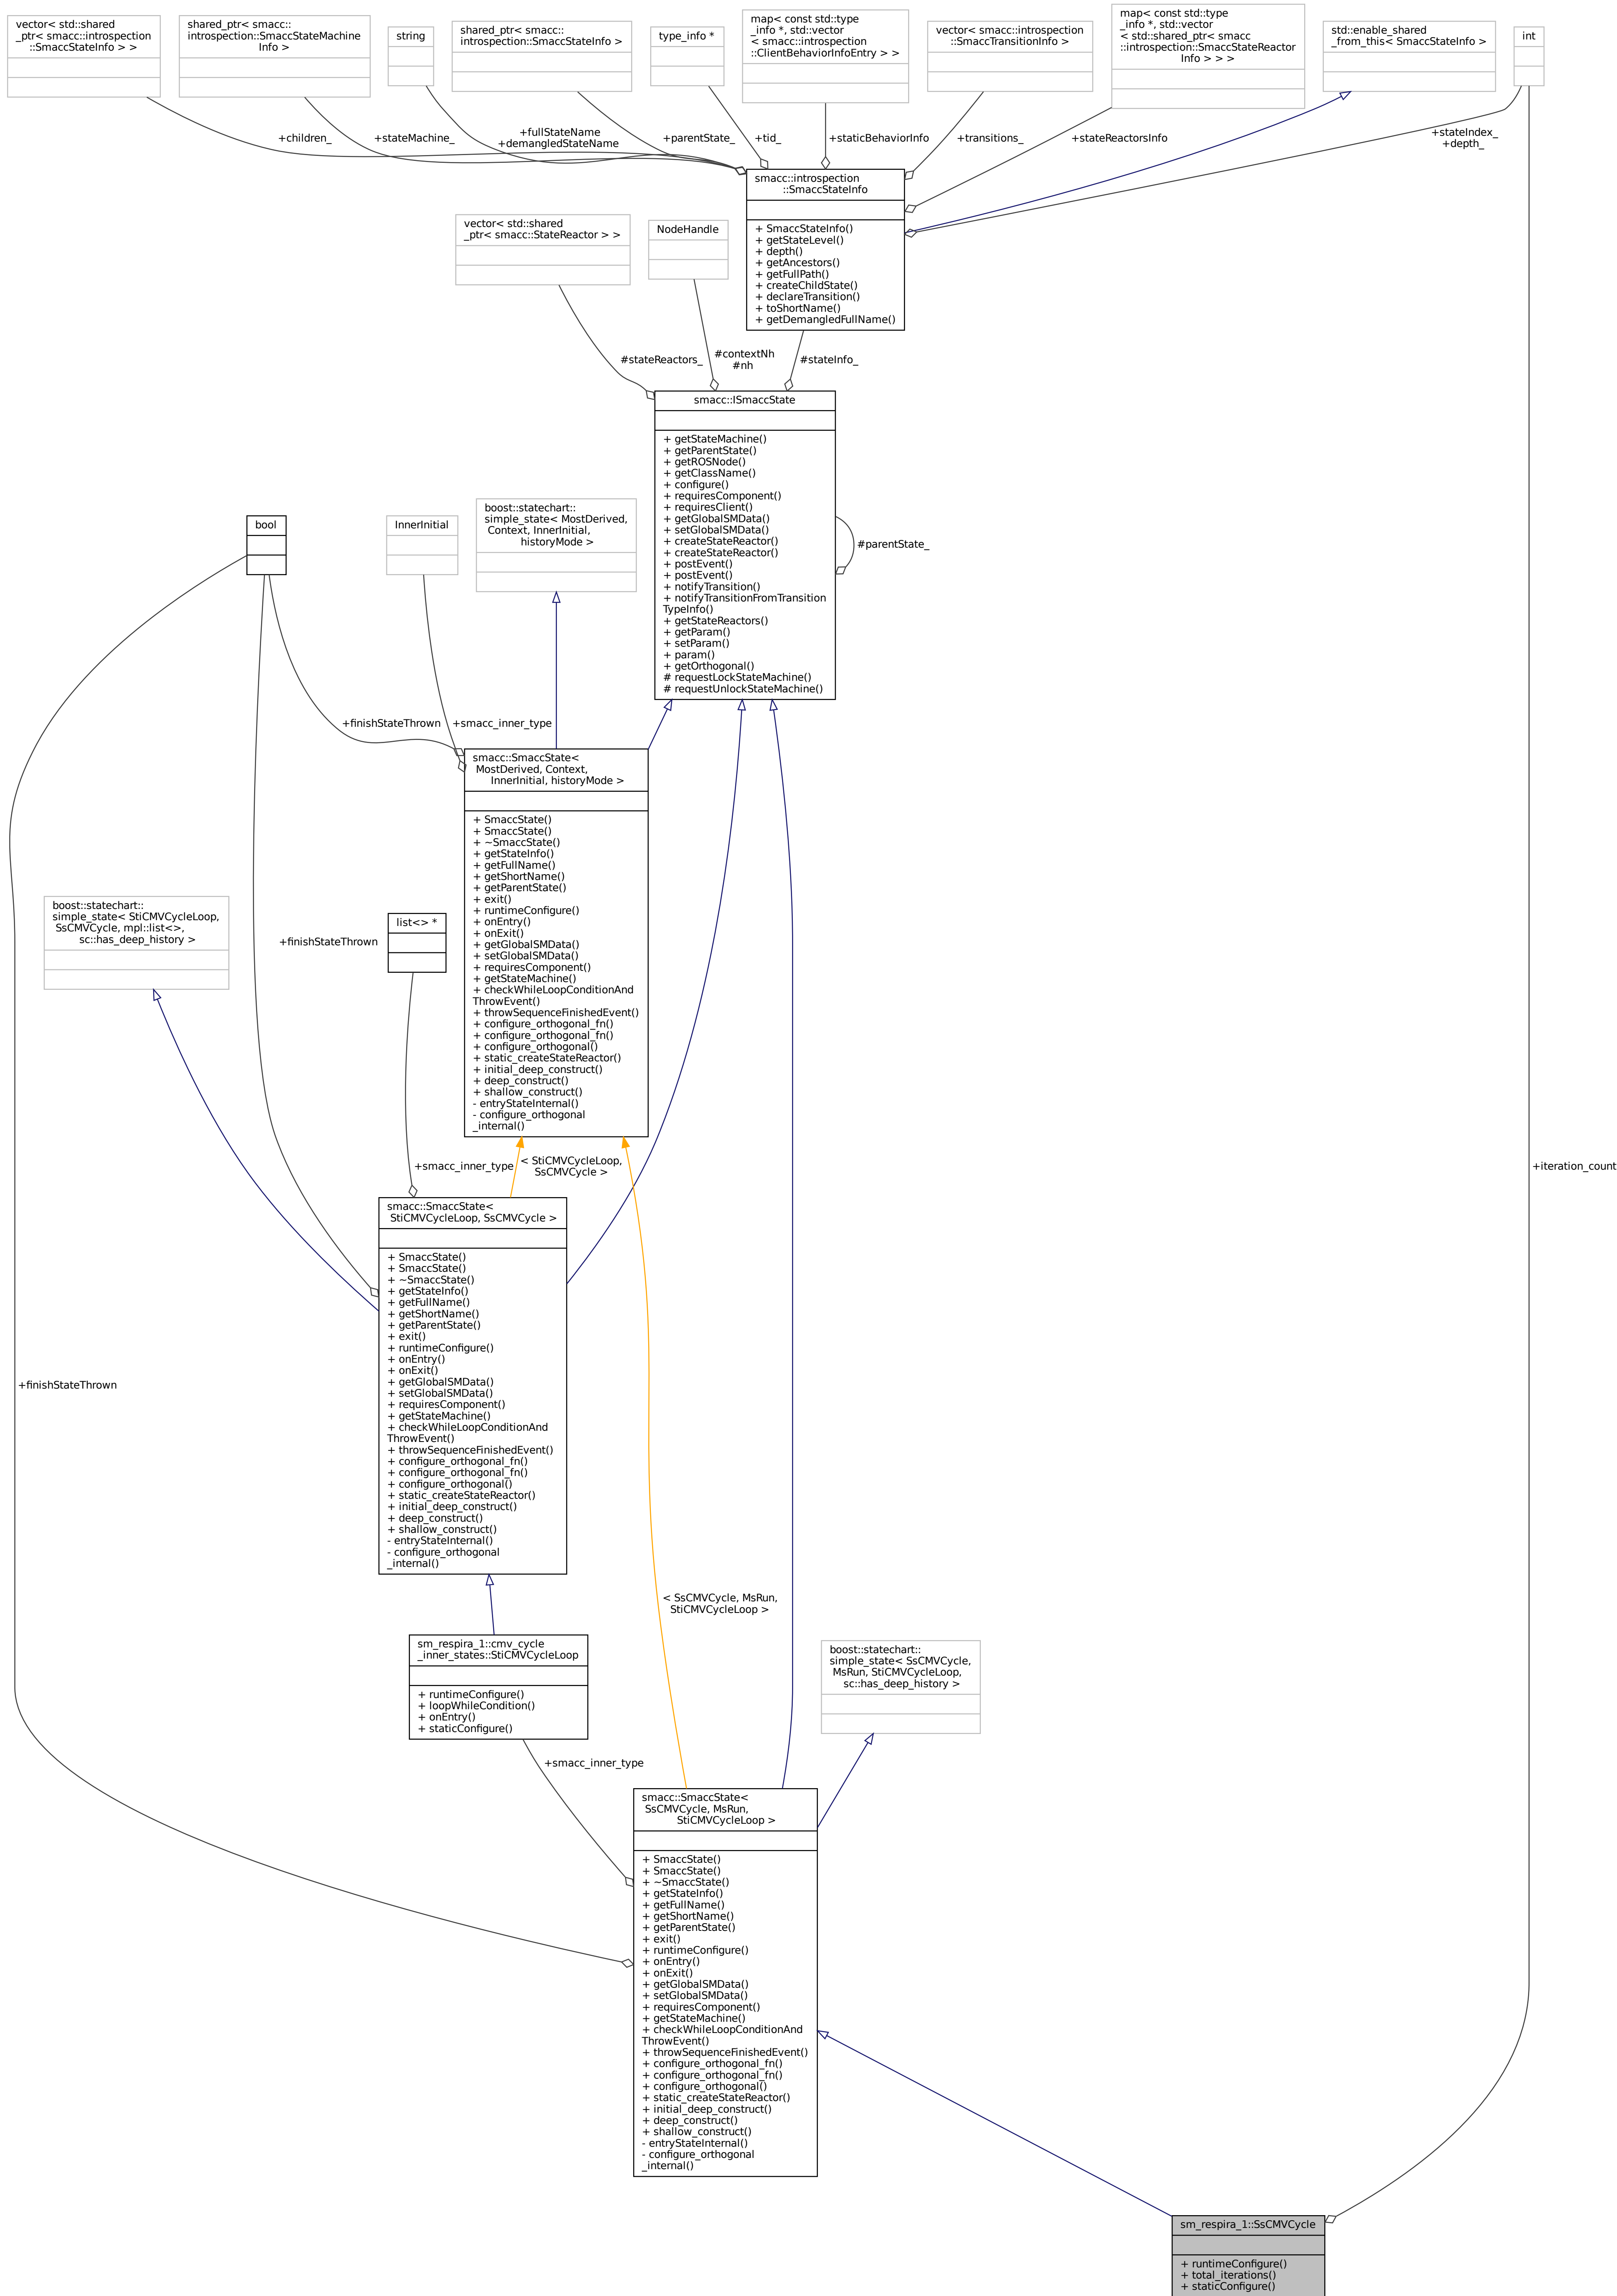 vector< std::shared
_ptr< smacc::introspection
::SmaccStateInfo > >
shared_ptr< smacc::
introspection::SmaccStateMachine
Info >
string
shared_ptr< smacc::
introspection::SmaccStateInfo >
type_info *
map< const std::type
_info *, std::vector
< smacc::introspection
::ClientBehaviorInfoEntry > >
vector< smacc::introspection
::SmaccTransitionInfo >
map< const std::type
_info *, std::vector
< std::shared_ptr< smacc
::introspection::SmaccStateReactor
Info > > >
std::enable_shared
_from_this< SmaccStateInfo >
int
+children_
+stateMachine_
+fullStateName
+demangledStateName
+parentState_
+tid_
+staticBehaviorInfo
+transitions_
+stateReactorsInfo
+stateIndex_
+depth_
smacc::introspection
::SmaccStateInfo
+ SmaccStateInfo()
+ getStateLevel()
+ depth()
+ getAncestors()
+ getFullPath()
+ createChildState()
+ declareTransition()
+ toShortName()
+ getDemangledFullName()
vector< std::shared
_ptr< smacc::StateReactor > >
NodeHandle
#stateReactors_
#contextNh
#nh
#stateInfo_
smacc::ISmaccState
+ getStateMachine()
+ getParentState()
+ getROSNode()
+ getClassName()
+ configure()
+ requiresComponent()
+ requiresClient()
+ getGlobalSMData()
+ setGlobalSMData()
+ createStateReactor()
+ createStateReactor()
+ postEvent()
+ postEvent()
+ notifyTransition()
+ notifyTransitionFromTransition
TypeInfo()
+ getStateReactors()
+ getParam()
+ setParam()
+ param()
+ getOrthogonal()
# requestLockStateMachine()
# requestUnlockStateMachine()
#parentState_
bool
InnerInitial
boost::statechart::
simple_state< MostDerived,
Context, InnerInitial,
historyMode >
+finishStateThrown
+smacc_inner_type
smacc::SmaccState<
MostDerived, Context,
InnerInitial, historyMode >
+ SmaccState()
+ SmaccState()
+ ~SmaccState()
+ getStateInfo()
+ getFullName()
+ getShortName()
+ getParentState()
+ exit()
+ runtimeConfigure()
+ onEntry()
+ onExit()
+ getGlobalSMData()
+ setGlobalSMData()
+ requiresComponent()
+ getStateMachine()
+ checkWhileLoopConditionAnd
ThrowEvent()
+ throwSequenceFinishedEvent()
+ configure_orthogonal_fn()
+ configure_orthogonal_fn()
+ configure_orthogonal()
+ static_createStateReactor()
+ initial_deep_construct()
+ deep_construct()
+ shallow_construct()
- entryStateInternal()
- configure_orthogonal
_internal()
boost::statechart::
simple_state< StiCMVCycleLoop,
SsCMVCycle, mpl::list<>,
sc::has_deep_history >
+finishStateThrown
list<> *
+smacc_inner_type
< StiCMVCycleLoop,
SsCMVCycle >
+iteration_count
smacc::SmaccState<
StiCMVCycleLoop, SsCMVCycle >
+ SmaccState()
+ SmaccState()
+ ~SmaccState()
+ getStateInfo()
+ getFullName()
+ getShortName()
+ getParentState()
+ exit()
+ runtimeConfigure()
+ onEntry()
+ onExit()
+ getGlobalSMData()
+ setGlobalSMData()
+ requiresComponent()
+ getStateMachine()
+ checkWhileLoopConditionAnd
ThrowEvent()
+ throwSequenceFinishedEvent()
+ configure_orthogonal_fn()
+ configure_orthogonal_fn()
+ configure_orthogonal()
+ static_createStateReactor()
+ initial_deep_construct()
+ deep_construct()
+ shallow_construct()
- entryStateInternal()
- configure_orthogonal
_internal()
+finishStateThrown
< SsCMVCycle, MsRun,
StiCMVCycleLoop >
sm_respira_1::cmv_cycle
_inner_states::StiCMVCycleLoop
+ runtimeConfigure()
+ loopWhileCondition()
+ onEntry()
+ staticConfigure()
boost::statechart::
simple_state< SsCMVCycle,
MsRun, StiCMVCycleLoop,
sc::has_deep_history >
+smacc_inner_type
smacc::SmaccState<
SsCMVCycle, MsRun,
StiCMVCycleLoop >
+ SmaccState()
+ SmaccState()
+ ~SmaccState()
+ getStateInfo()
+ getFullName()
+ getShortName()
+ getParentState()
+ exit()
+ runtimeConfigure()
+ onEntry()
+ onExit()
+ getGlobalSMData()
+ setGlobalSMData()
+ requiresComponent()
+ getStateMachine()
+ checkWhileLoopConditionAnd
ThrowEvent()
+ throwSequenceFinishedEvent()
+ configure_orthogonal_fn()
+ configure_orthogonal_fn()
+ configure_orthogonal()
+ static_createStateReactor()
+ initial_deep_construct()
+ deep_construct()
+ shallow_construct()
- entryStateInternal()
- configure_orthogonal
_internal()
sm_respira_1::SsCMVCycle
+ runtimeConfigure()
+ total_iterations()
+ staticConfigure()